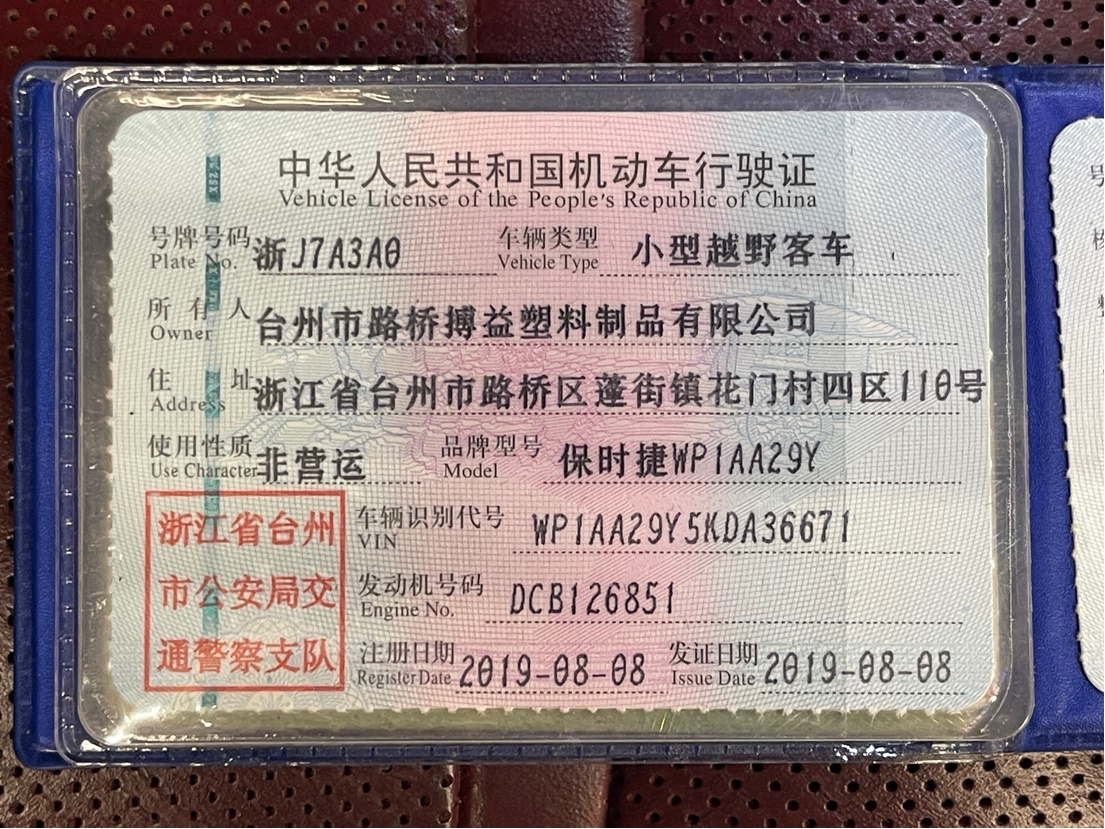 中华人民共和国机动车行驶证
Vehicle License of the People's Republic of China
号牌号码 浙J7A3A0 车辆类型 小型越野客车
Plate No. Vehicle Type
所有人 台州市路桥搏益塑料制品有限公司
Owner
住址 浙江省台州市路桥区蓬街镇花门村四区110号
Address
使用性质 非营运 品牌型号 保时捷WP1AA29Y
Use Character Model
浙江省台州
市公安局交
通警察支队
车辆识别代号 WP1AA29Y5KDA36671
VIN
发动机号码 DCB126851
Engine No.
注册日期 2019-08-08 发证日期 2019-08-08
Register Date Issue Date